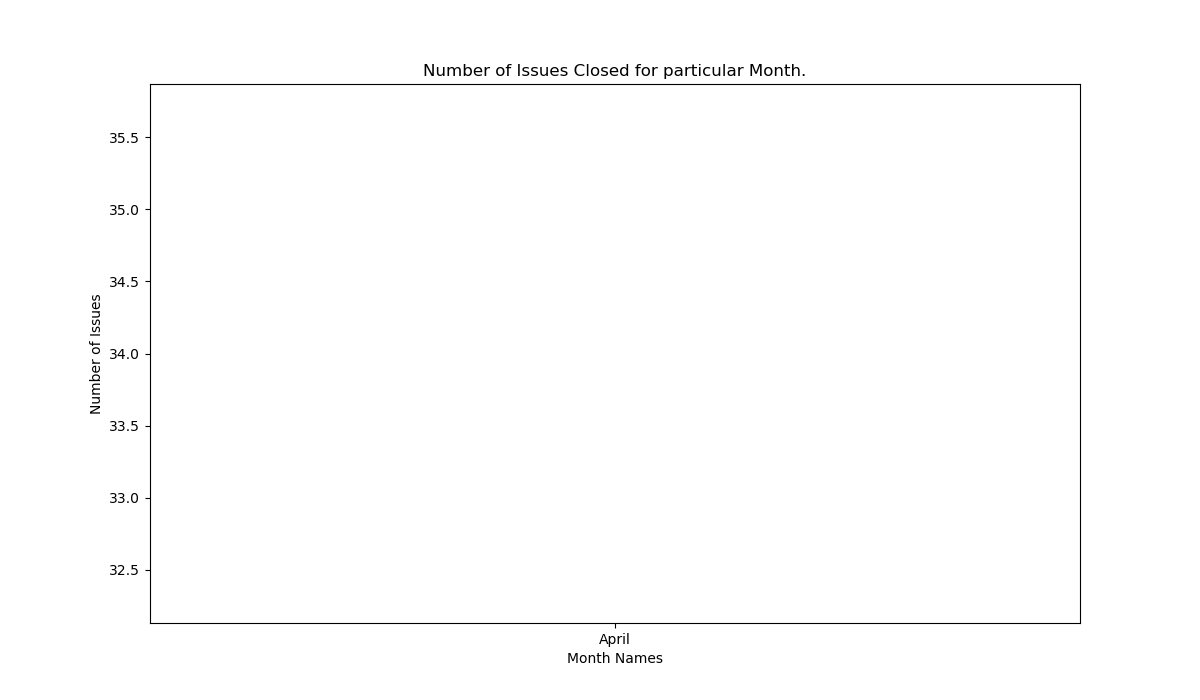 Number of Issues Closed for particular Month.
35.5
35.0
34.5
34.0
33.5
33.0
32.5
Number of Issues
April
Month Names